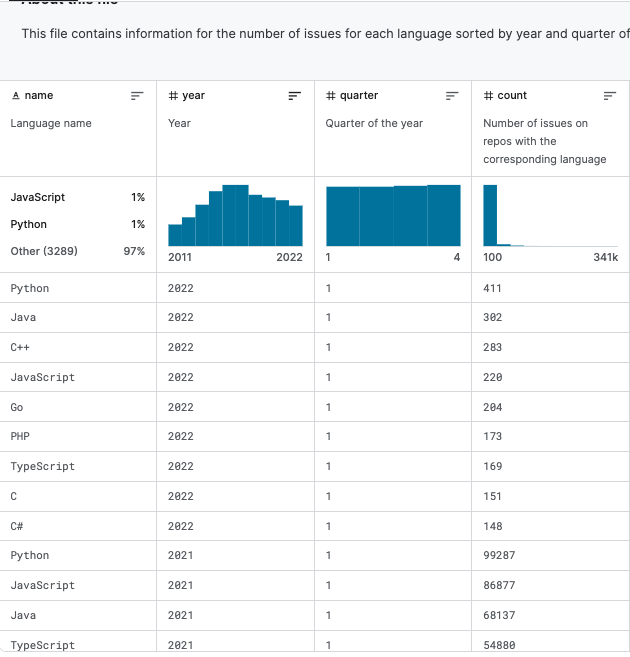 About this file
This file contains information for the number of issues for each language sorted by year and quarter of
name year quarter count
Language name Year Quarter of the year Number of issues on
repos with the
corresponding language
JavaScript 1%
Python 1%
Other (3289) 97% 2011 2022 1 4 100 341k
Python 2022 1 411
Java 2022 1 302
C++ 2022 1 283
JavaScript 2022 1 220
Go 2022 1 204
PHP 2022 1 173
TypeScript 2022 1 169
C 2022 1 151
C# 2022 1 148
Python 2021 1 99287
JavaScript 2021 1 86877
Java 2021 1 68137
TypeScript 2021 1 54880